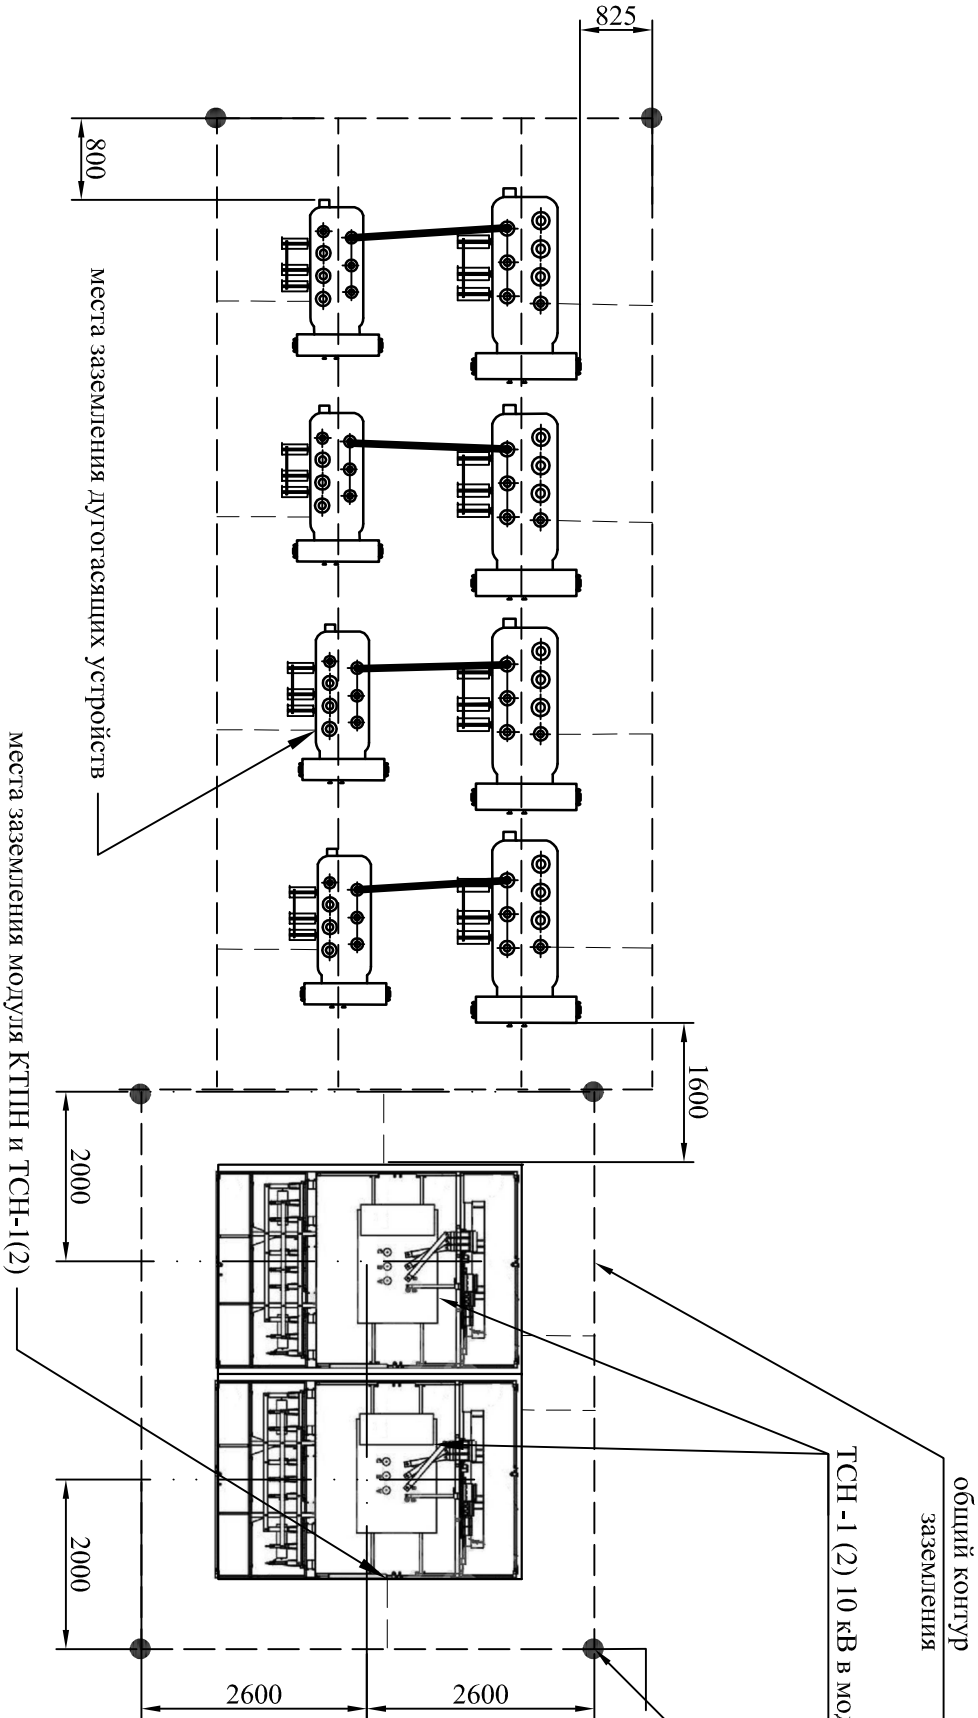 825
800
места заземления дугогасящих устройств
места заземления модуля КТПН и ТСН-1(2)
1600
2000
2000
общий контур
заземления
ТСН -1 (2) 10 кВ в
2600
2600